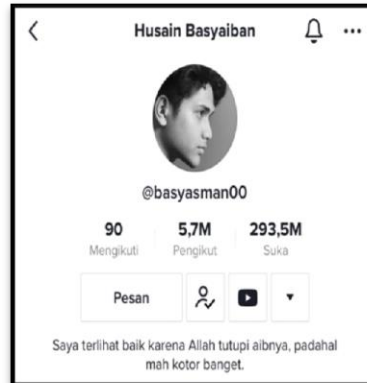 Husain Basyaiban
@basyasman00
90 5,7M 293,5M
Mengikuti Pengikut Suka
Pesan
Saya terlihat baik karena Allah tutupi aibnya, padahal
mah kotor banget.